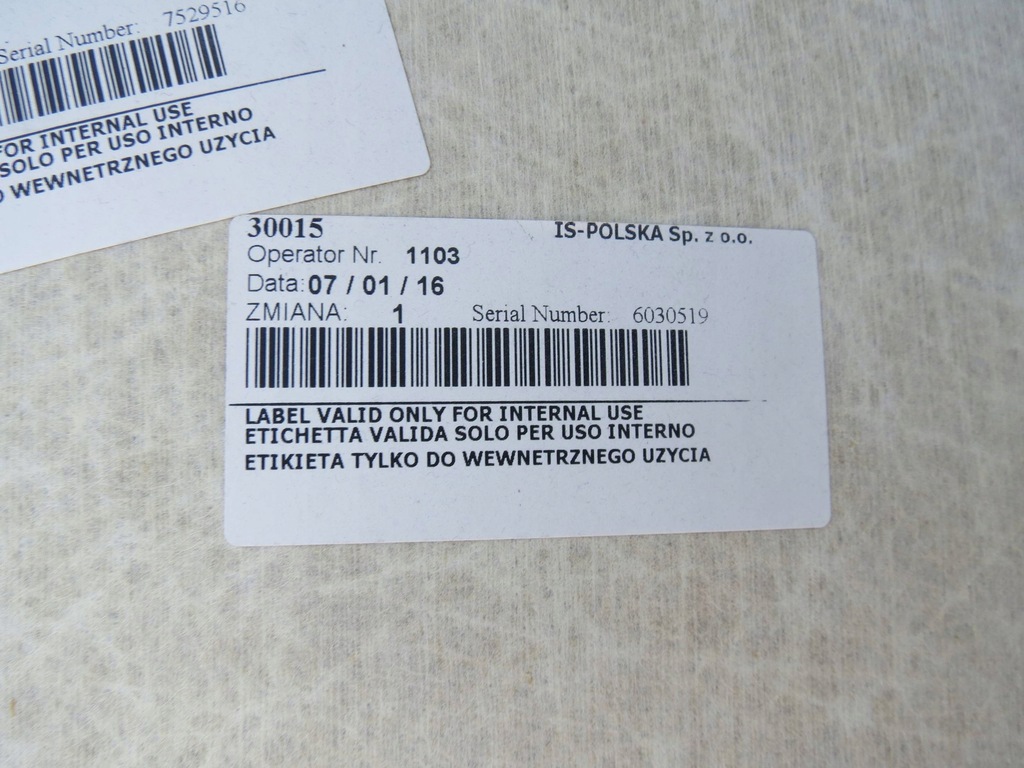 Serial Number: 7529516
FOR INTERNAL USE
SOLO PER USO INTERNO
WEWNETRZNEGO UZYCIA
30015 IS-POLSKA Sp. z o.o.
Operator Nr. 1103
Data: 07 / 01 / 16
ZMIANA: 1 Serial Number: 6030519
LABEL VALID ONLY FOR INTERNAL USE
ETICHETTA VALIDA SOLO PER USO INTERNO
ETIKIETA TYLKO DO WEWNETRZNEGO UZYCIA